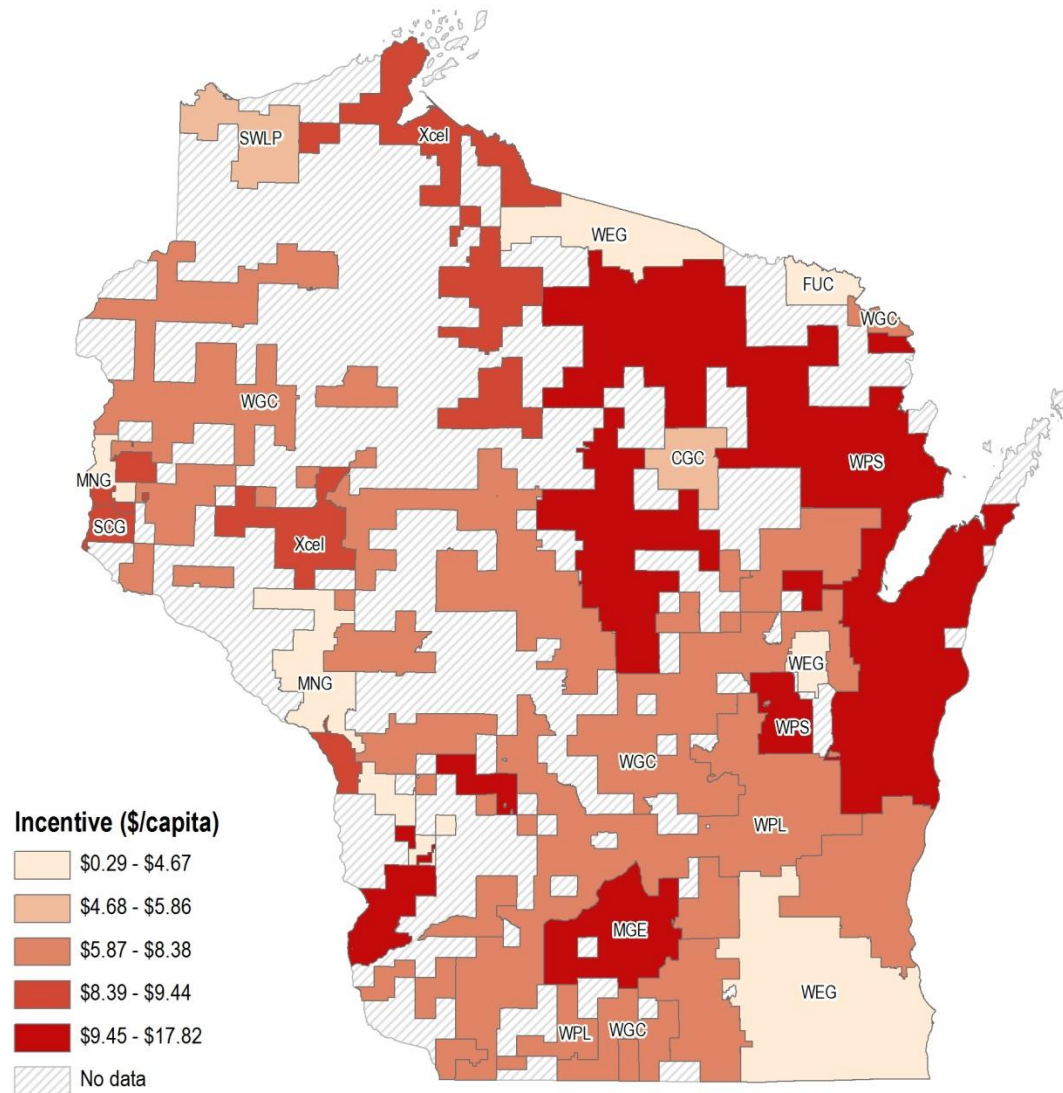 SWLP
Xcel
WEG
FUC
WGC
WGC
CGC
WPS
MNG
SCG
Xcel
WEG
MNG
WPS
WGC
WPL
MGE
WEG
WPL
WGC
Incentive ($/capita)
$0.29 - $4.67
$4.68 - $5.86
$5.87 - $8.38
$8.39 - $9.44
$9.45 - $17.82
No data